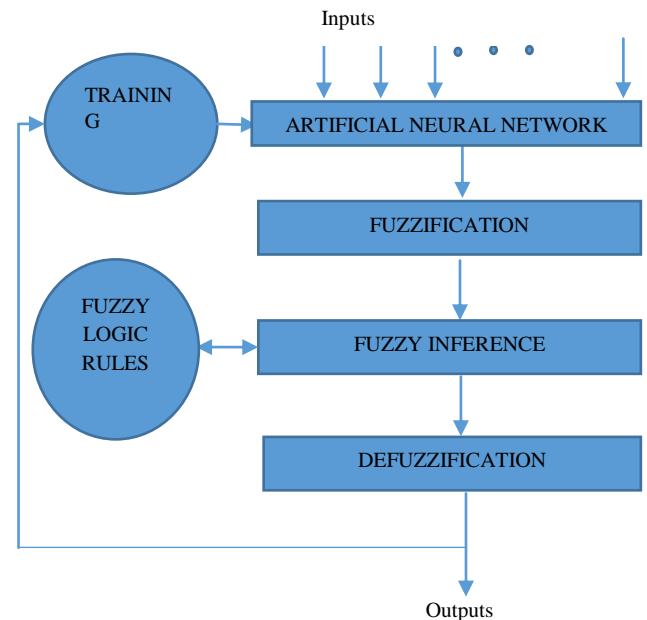 Inputs
TRAININ
G
ARTIFICIAL NEURAL NETWORK
FUZZIFICATION
FUZZY
LOGIC
RULES
FUZZY INFERENCE
DEFUZZIFICATION
Outputs